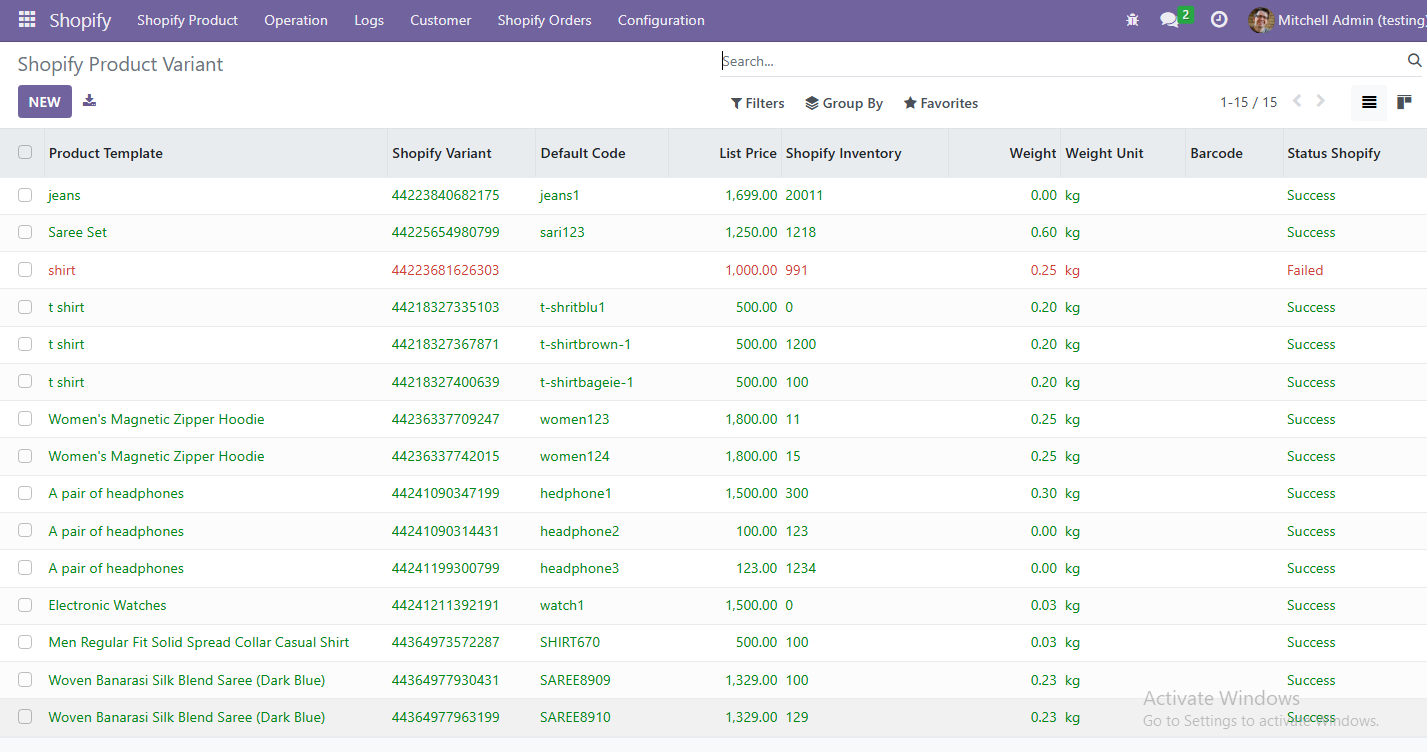 Shopify Shopify Product Operation Logs Customer Shopify Orders Configuration 2 Mitchell Admin (testing)
Shopify Product Variant Search...
NEW Filters Group By Favorites 1-15 / 15
Product Template Shopify Variant Default Code List Price Shopify Inventory Weight Weight Unit Barcode Status Shopify
jeans 44223840682175 jeans1 1,699.00 20011 0.00 kg Success
Saree Set 44225654980799 sari123 1,250.00 1218 0.60 kg Success
shirt 44223681626303 1,000.00 991 0.25 kg Failed
t shirt 44218327335103 t-shritblu1 500.00 0 0.20 kg Success
t shirt 44218327367871 t-shirtbrown-1 500.00 1200 0.20 kg Success
t shirt 44218327400639 t-shirtbageie-1 500.00 100 0.20 kg Success
Women's Magnetic Zipper Hoodie 44236337709247 women123 1,800.00 11 0.25 kg Success
Women's Magnetic Zipper Hoodie 44236337742015 women124 1,800.00 15 0.25 kg Success
A pair of headphones 44241090347199 hedphone1 1,500.00 300 0.30 kg Success
A pair of headphones 44241090314431 headphone2 100.00 123 0.00 kg Success
A pair of headphones 44241199300799 headphone3 123.00 1234 0.00 kg Success
Electronic Watches 44241211392191 watch1 1,500.00 0 0.03 kg Success
Men Regular Fit Solid Spread Collar Casual Shirt 44364973572287 SHIRT670 500.00 100 0.03 kg Success
Woven Banarasi Silk Blend Saree (Dark Blue) 44364977930431 SAREE8909 1,329.00 100 0.23 kg Success
Woven Banarasi Silk Blend Saree (Dark Blue) 44364977963199 SAREE8910 1,329.00 129 0.23 kg Success
Activate Windows
Go to Settings to activate Windows.